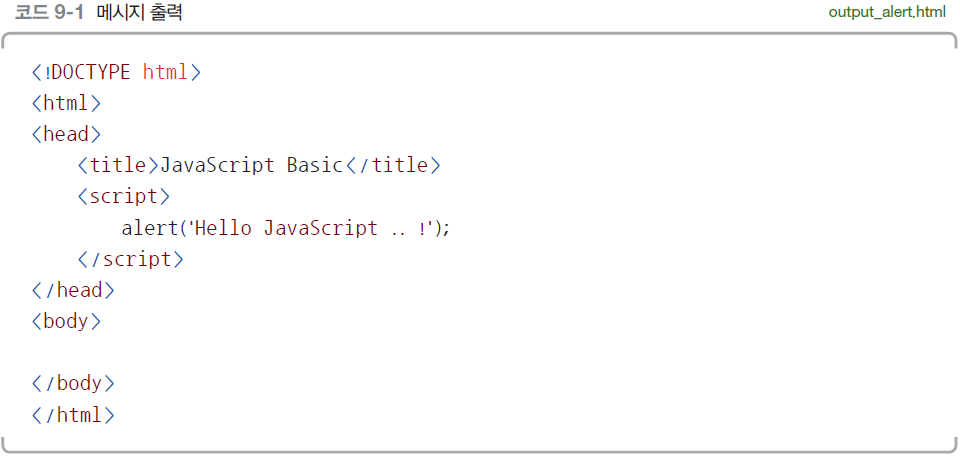 코드 9-1 메시지 출력 output_alert.html
<!DOCTYPE html>
<html>
<head>
<title>JavaScript Basic</title>
<script>
alert('Hello JavaScript .. !');
</script>
</head>
<body>
</body>
</html>